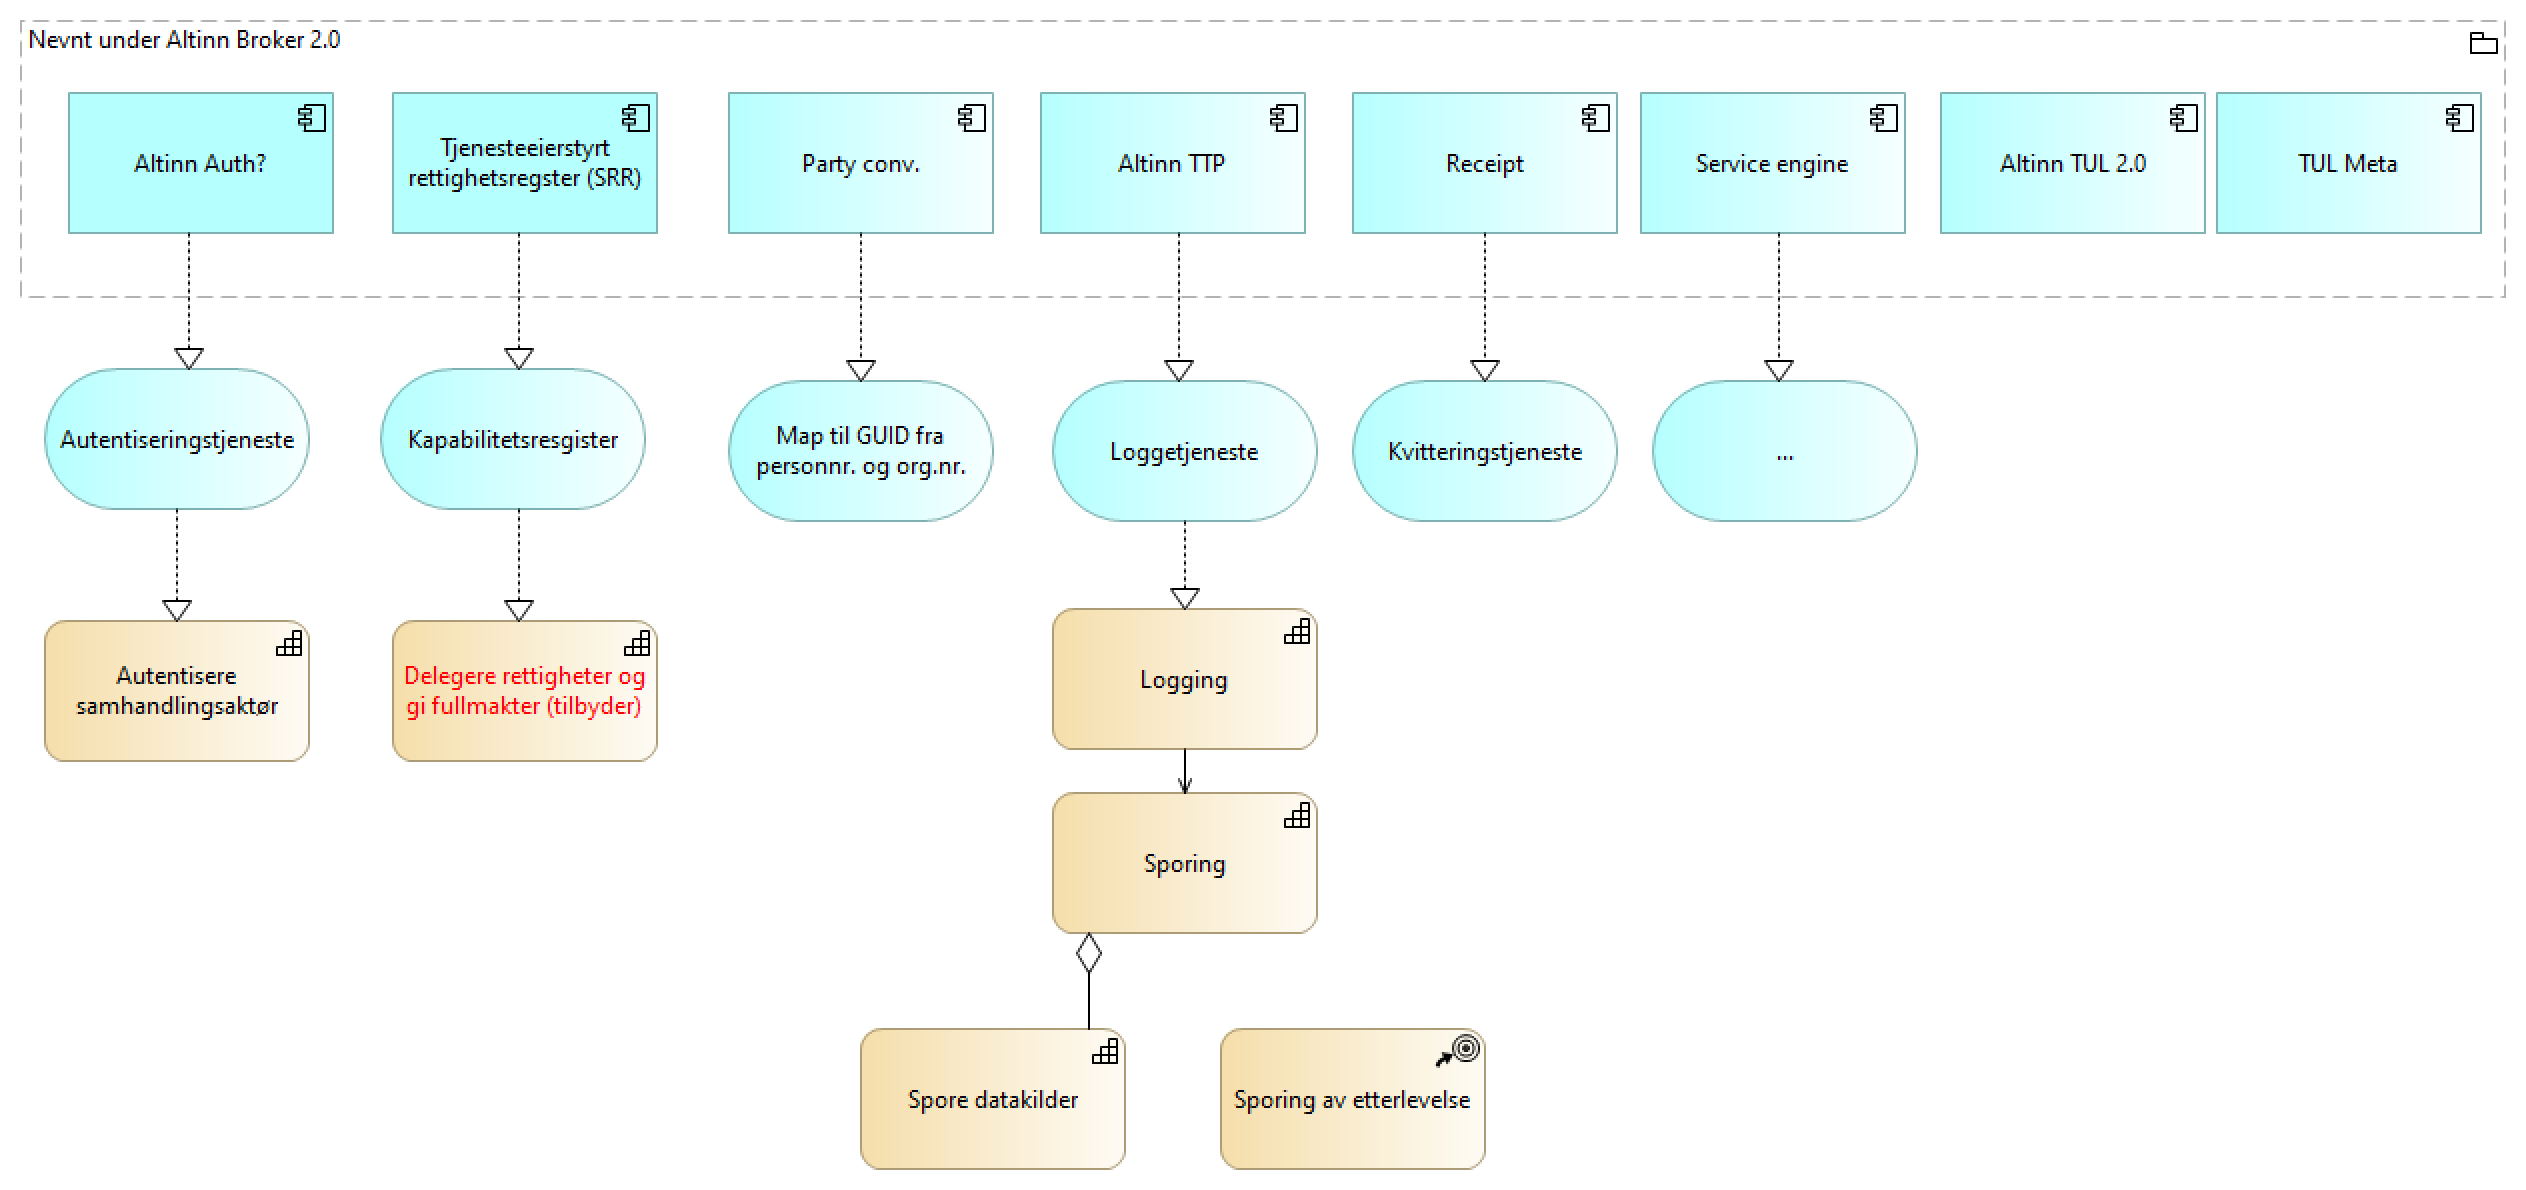 Nevnt under Altinn Broker 2.0
Altinn Auth?
Tjenesteeierstyrt
rettighetsregster (SRR)
Party conv.
Altinn TTP
Receipt
Service engine
Altinn TUL 2.0
TUL Meta
Autentiseringstjeneste
Kapabilitetsresgister
Map til GUID fra
personnr. og org.nr.
Loggetjeneste
Kvitteringstjeneste
...
Autentisere
samhandlingsaktør
Delegere rettigheter og
gi fullmakter (tilbyder)
Logging
Sporing
Spore datakilder
Sporing av etterlevelse